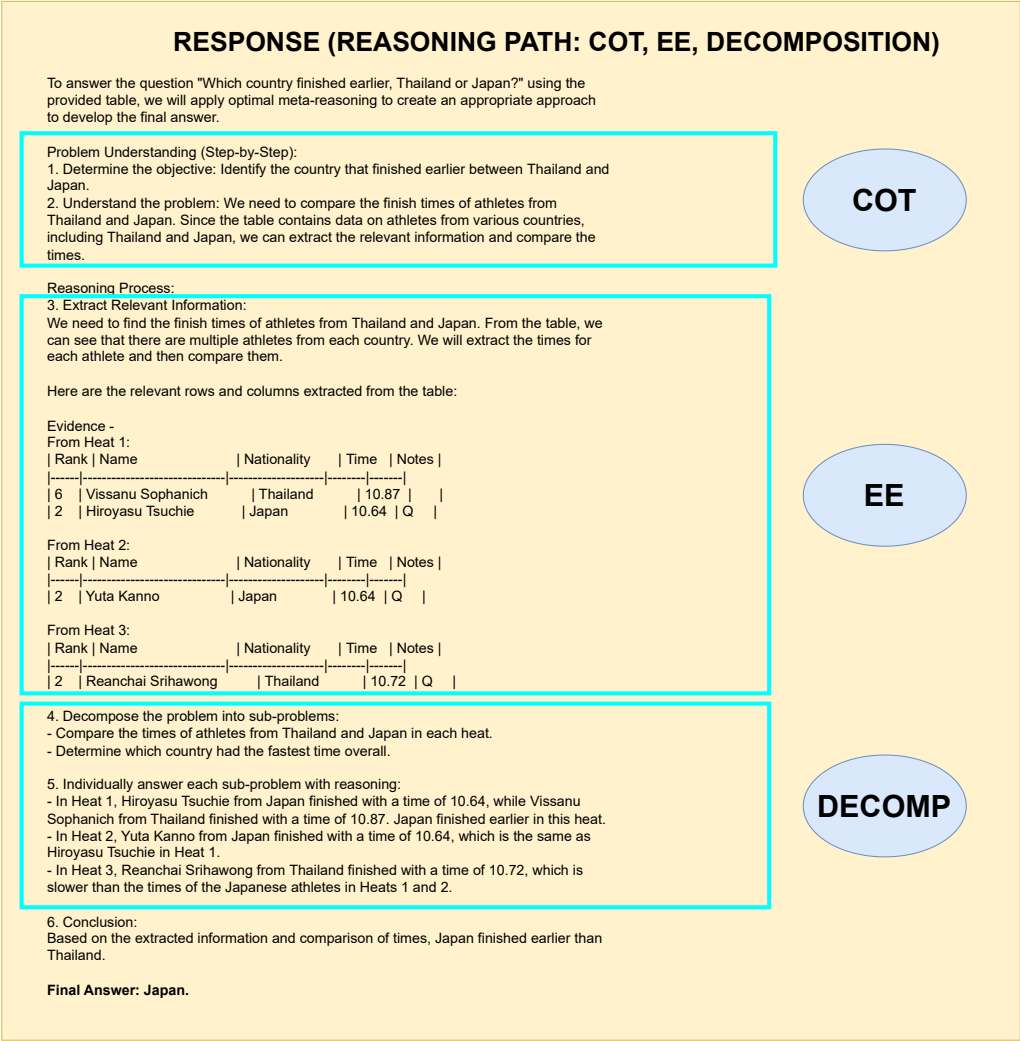 RESPONSE (REASONING PATH: COT, EE, DECOMPOSITION)
To answer the question "Which country finished earlier, Thailand or Japan?" using the
provided table, we will apply optimal meta-reasoning to create an appropriate approach
to develop the final answer.
Problem Understanding (Step-by-Step):
1. Determine the objective: Identify the country that finished earlier between Thailand and
Japan.
2. Understand the problem: We need to compare the finish times of athletes from
Thailand and Japan. Since the table contains data on athletes from various countries,
including Thailand and Japan, we can extract the relevant information and compare the
times.
COT
Reasoning Process:
3. Extract Relevant Information:
We need to find the finish times of athletes from Thailand and Japan. From the table, we
can see that there are multiple athletes from each country. We will extract the times for
each athlete and then compare them.
Here are the relevant rows and columns extracted from the table:
Evidence -
From Heat 1:
| Rank | Name | Nationality | Time | Notes |
|------|------------------------------|--------------------|--------|-------|
| 6 | Vissanu Sophanich | Thailand | 10.87 | |
| 2 | Hiroyasu Tsuchie | Japan | 10.64 | Q |
From Heat 2:
| Rank | Name | Nationality | Time | Notes |
|------|------------------------------|--------------------|--------|-------|
| 2 | Yuta Kanno | Japan | 10.64 | Q |
From Heat 3:
| Rank | Name | Nationality | Time | Notes |
|------|------------------------------|--------------------|--------|-------|
| 2 | Reanchai Srihawong | Thailand | 10.72 | Q |
EE
4. Decompose the problem into sub-problems:
- Compare the times of athletes from Thailand and Japan in each heat.
- Determine which country had the fastest time overall.
5. Individually answer each sub-problem with reasoning:
- In Heat 1, Hiroyasu Tsuchie from Japan finished with a time of 10.64, while Vissanu
Sophanich from Thailand finished with a time of 10.87. Japan finished earlier in this heat.
- In Heat 2, Yuta Kanno from Japan finished with a time of 10.64, which is the same as
Hiroyasu Tsuchie in Heat 1.
- In Heat 3, Reanchai Srihawong from Thailand finished with a time of 10.72, which is
slower than the times of the Japanese athletes in Heats 1 and 2.
DECOMP
6. Conclusion:
Based on the extracted information and comparison of times, Japan finished earlier than
Thailand.
Final Answer: Japan.